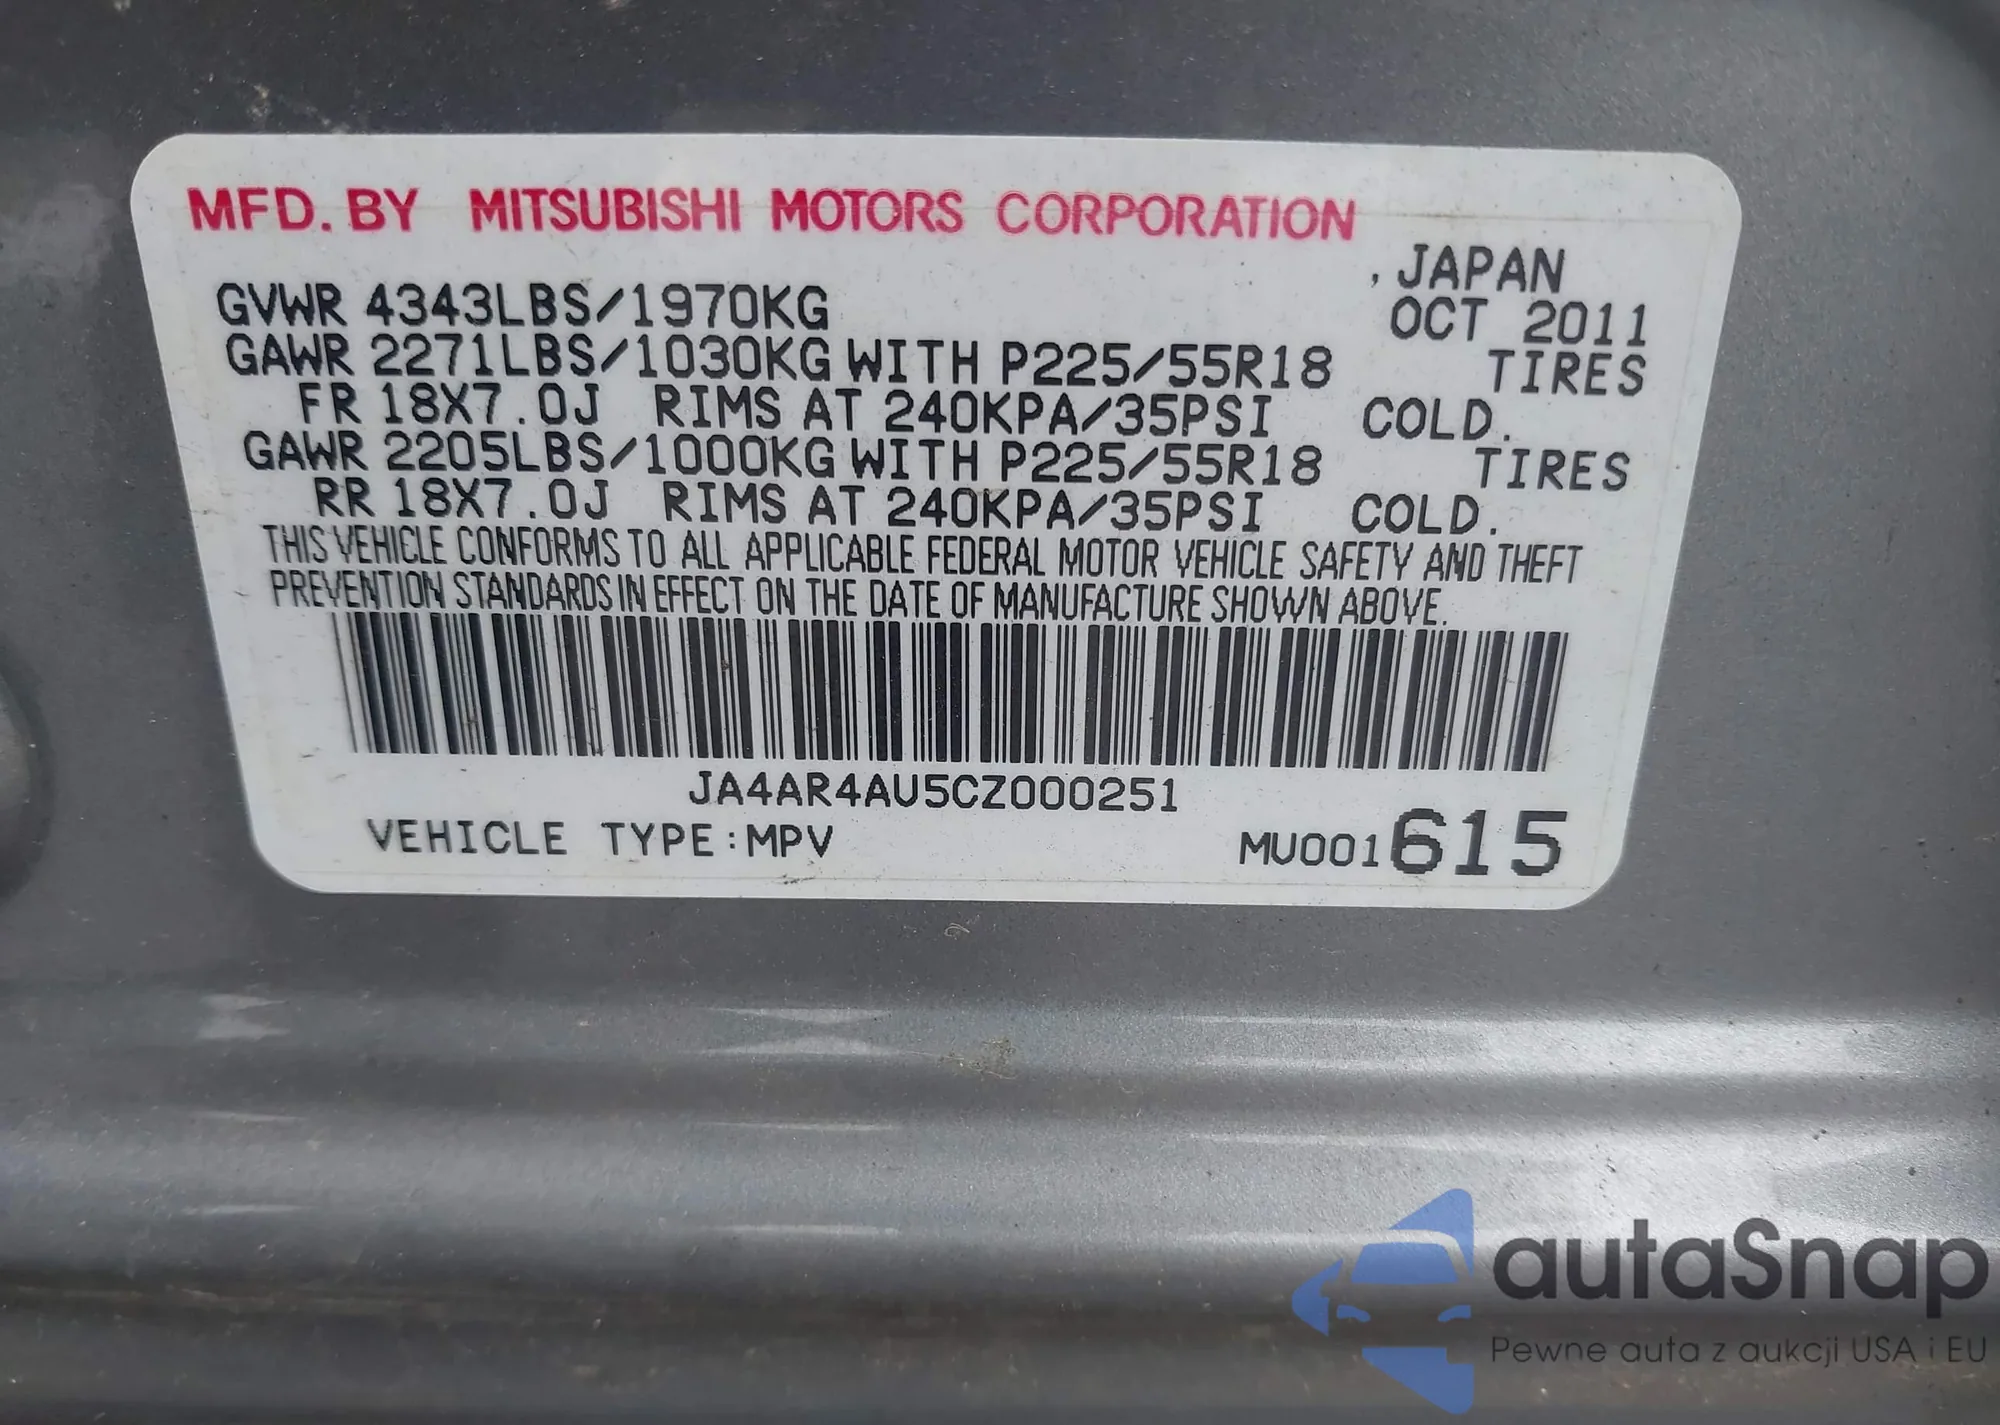 MFD. BY MITSUBISHI MOTORS CORPORATION
, JAPAN
GVWR 4343LBS/1970KG OCT 2011
GAWR 2271LBS/1030KG WITH P225/55R18 TIRES
FR 18X7.0J RIMS AT 240KPA/35PSI COLD.
GAWR 2205LBS/1000KG WITH P225/55R18 TIRES
RR 18X7.0J RIMS AT 240KPA/35PSI COLD.
THIS VEHICLE CONFORMS TO ALL APPLICABLE FEDERAL MOTOR VEHICLE SAFETY AND THEFT
PREVENTION STANDARDS IN EFFECT ON THE DATE OF MANUFACTURE SHOWN ABOVE.
JA4AR4AU5CZ000251
VEHICLE TYPE:MPV MU001615
autaSnap
Pewne auta z aukcji USA i EU